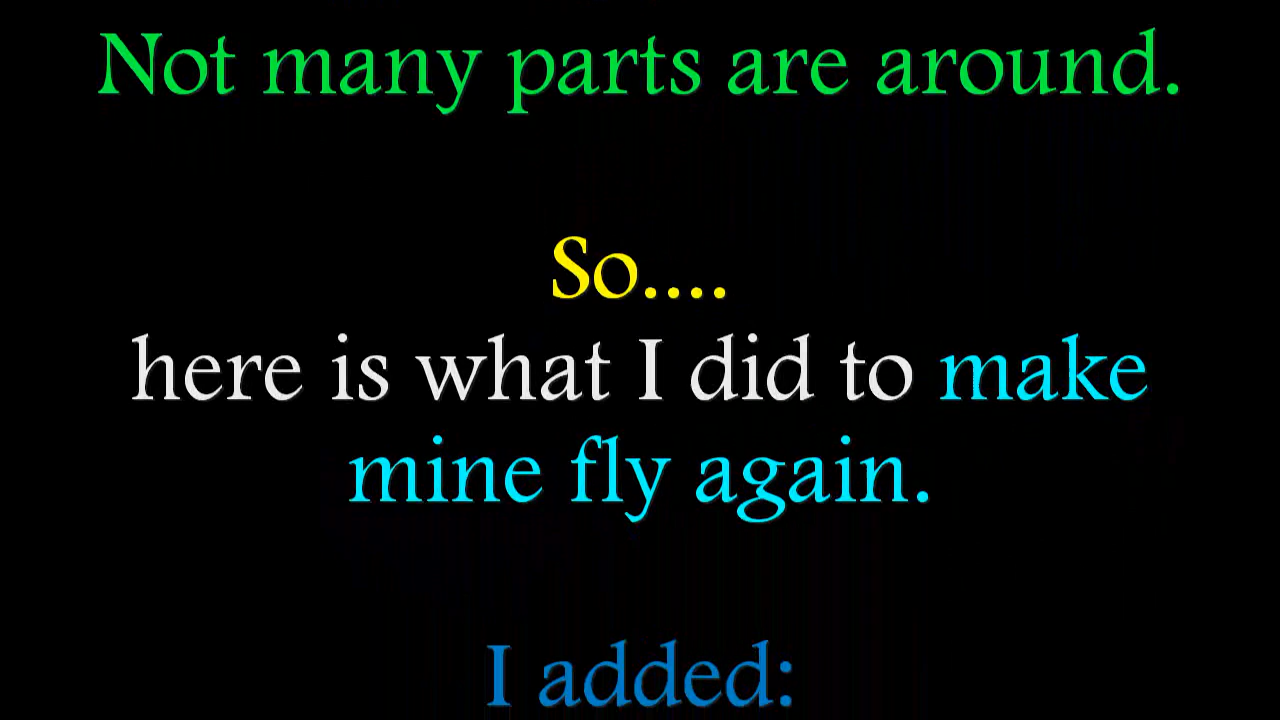 Not many parts are around.
So....
here is what I did to make
mine fly again.
I added: